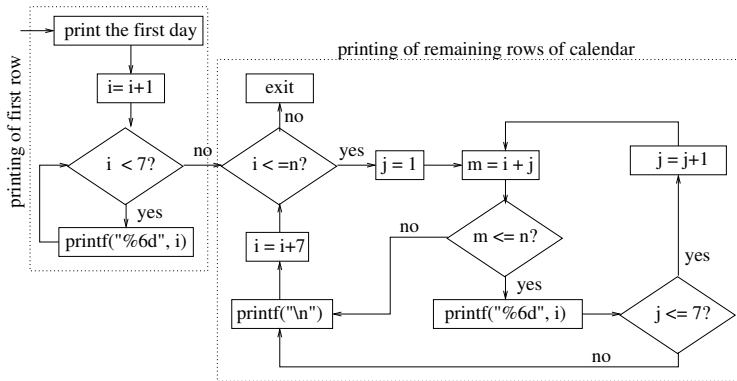 print the first day
i= i+1
i < 7?
yes
printf("%6d", i)
printing of first row
no
printing of remaining rows of calendar
exit
no
i < =n?
yes
j = 1
m = i + j
j = j+1
i = i+7
no
m <= n?
yes
yes
printf("\n")
printf("%6d", i)
j <= 7?
no